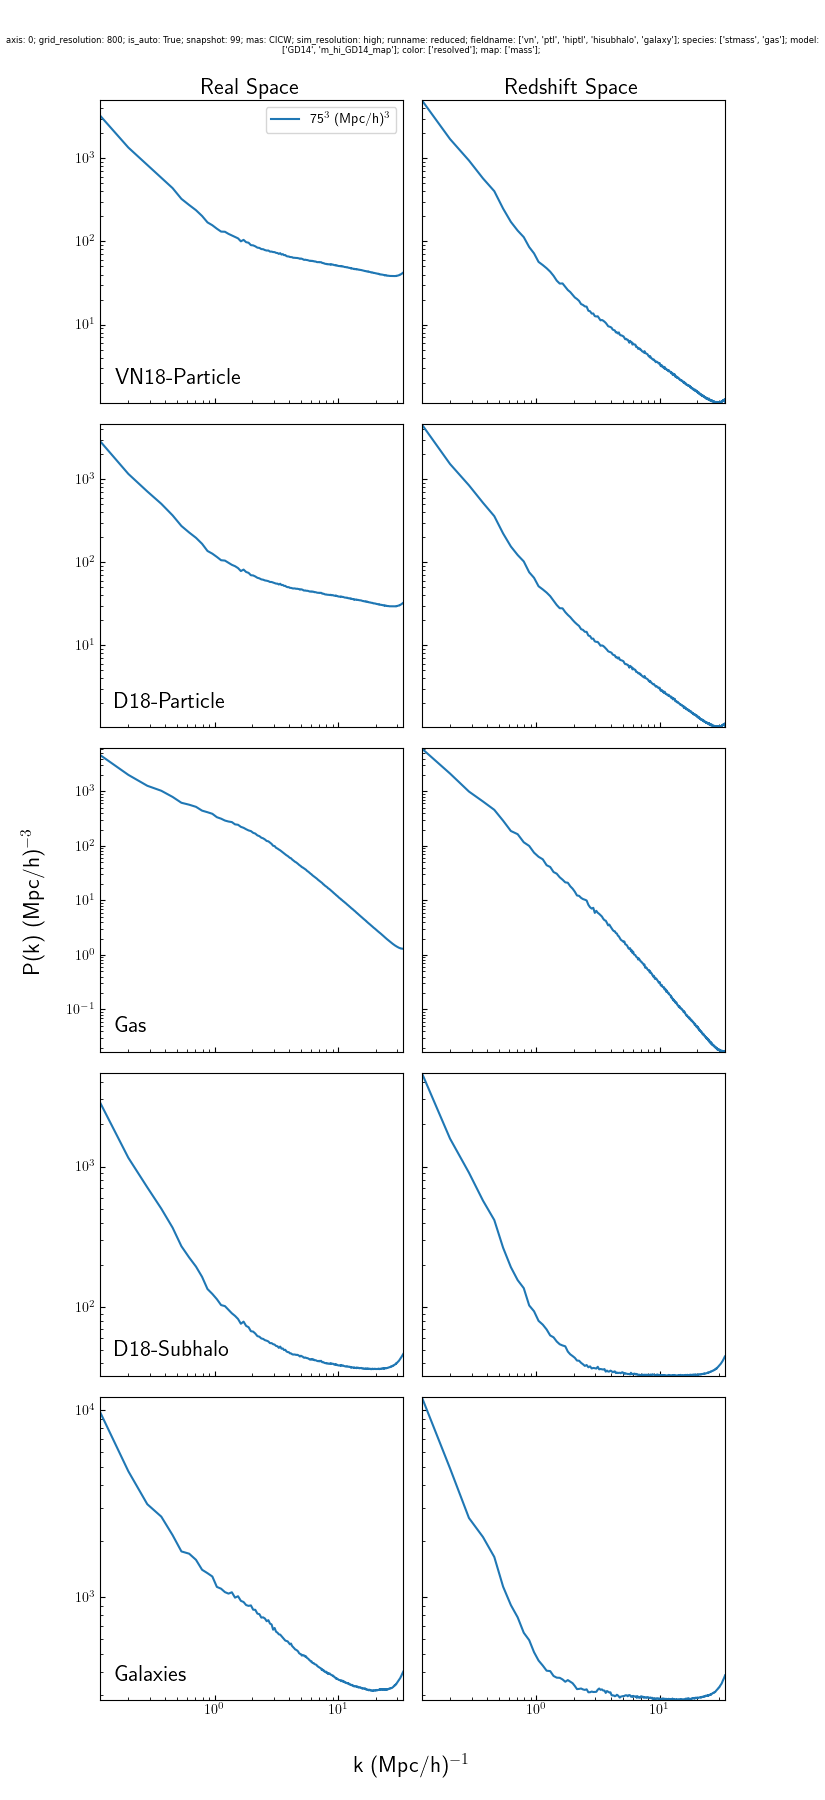 axis: 0; grid_resolution: 800; is_auto: True; snapshot: 99; mas: CICW; sim_resolution: high; runname: reduced; fieldname: ['vn', 'ptl', 'hiptl', 'hisubhalo', 'galaxy']; species: ['stmass', 'gas']; model:
['GD14', 'm_hi_GD14_map']; color: ['resolved']; map: ['mass'];
Real Space
Redshift Space
75³ (Mpc/h)³
10³
10²
10¹
VN18-Particle
10³
10²
10¹
D18-Particle
10³
10²
10¹
10⁰
10⁻¹
Gas
P(k) (Mpc/h)⁻³
10³
10²
D18-Subhalo
10⁴
10³
Galaxies
10⁰ 10¹
10⁰ 10¹
k (Mpc/h)⁻¹